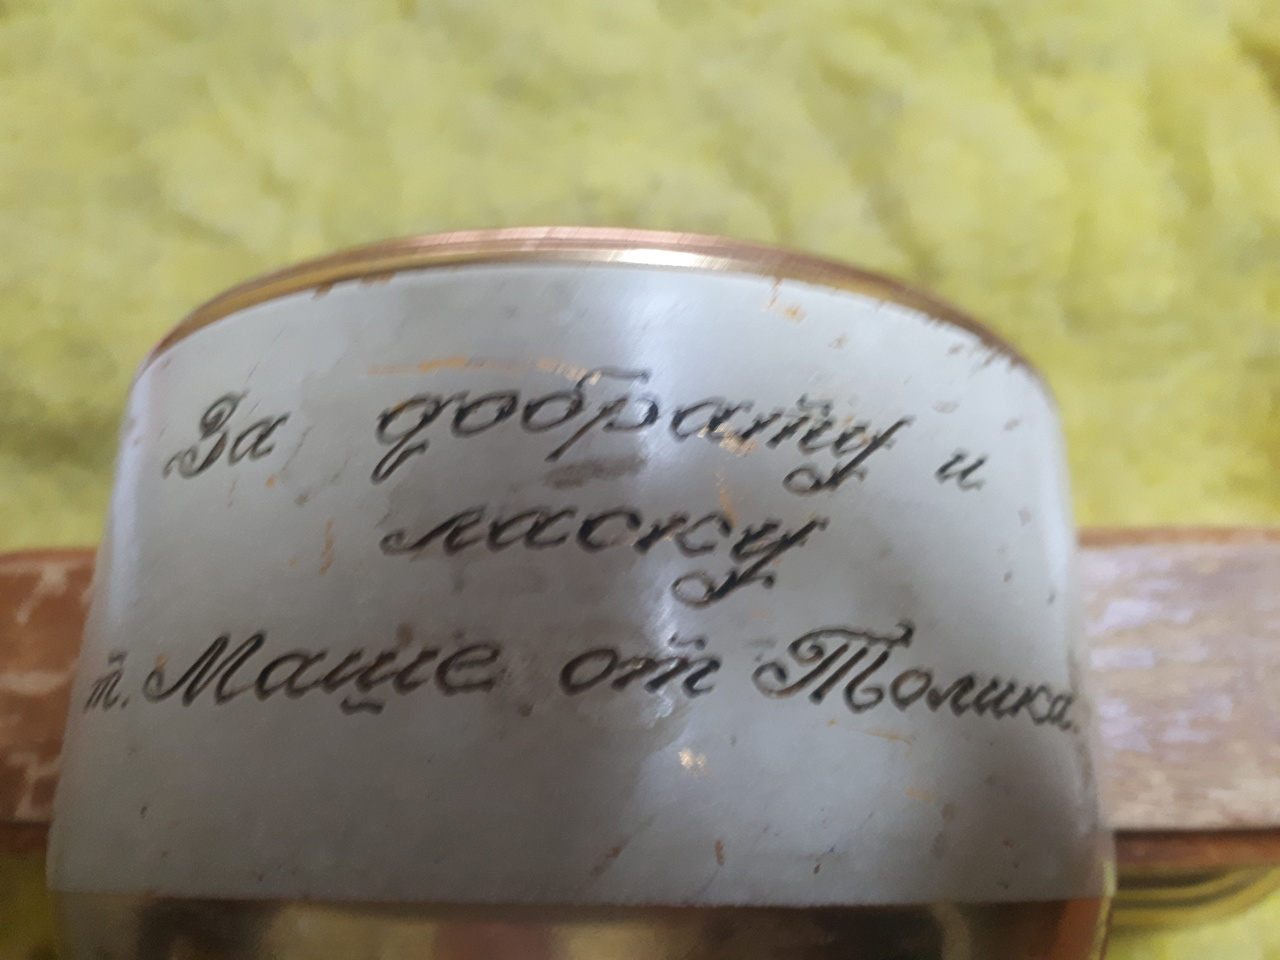 За доброту и
ласку
т. Маше от Толика.